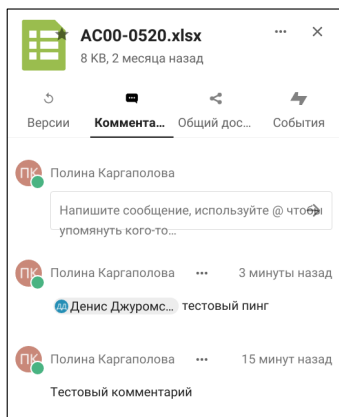 AC00-0520.xlsx
8 KB, 2 месяца назад
Версии Коммента... Общий дос... События
ПК Полина Каргаполова
Напишите сообщение, используйте @ чтобы
упомянуть кого-то...
ПК Полина Каргаполова ••• 3 минуты назад
ДД Денис Джуромс... тестовый пинг
ПК Полина Каргаполова ••• 15 минут назад
Тестовый комментарий